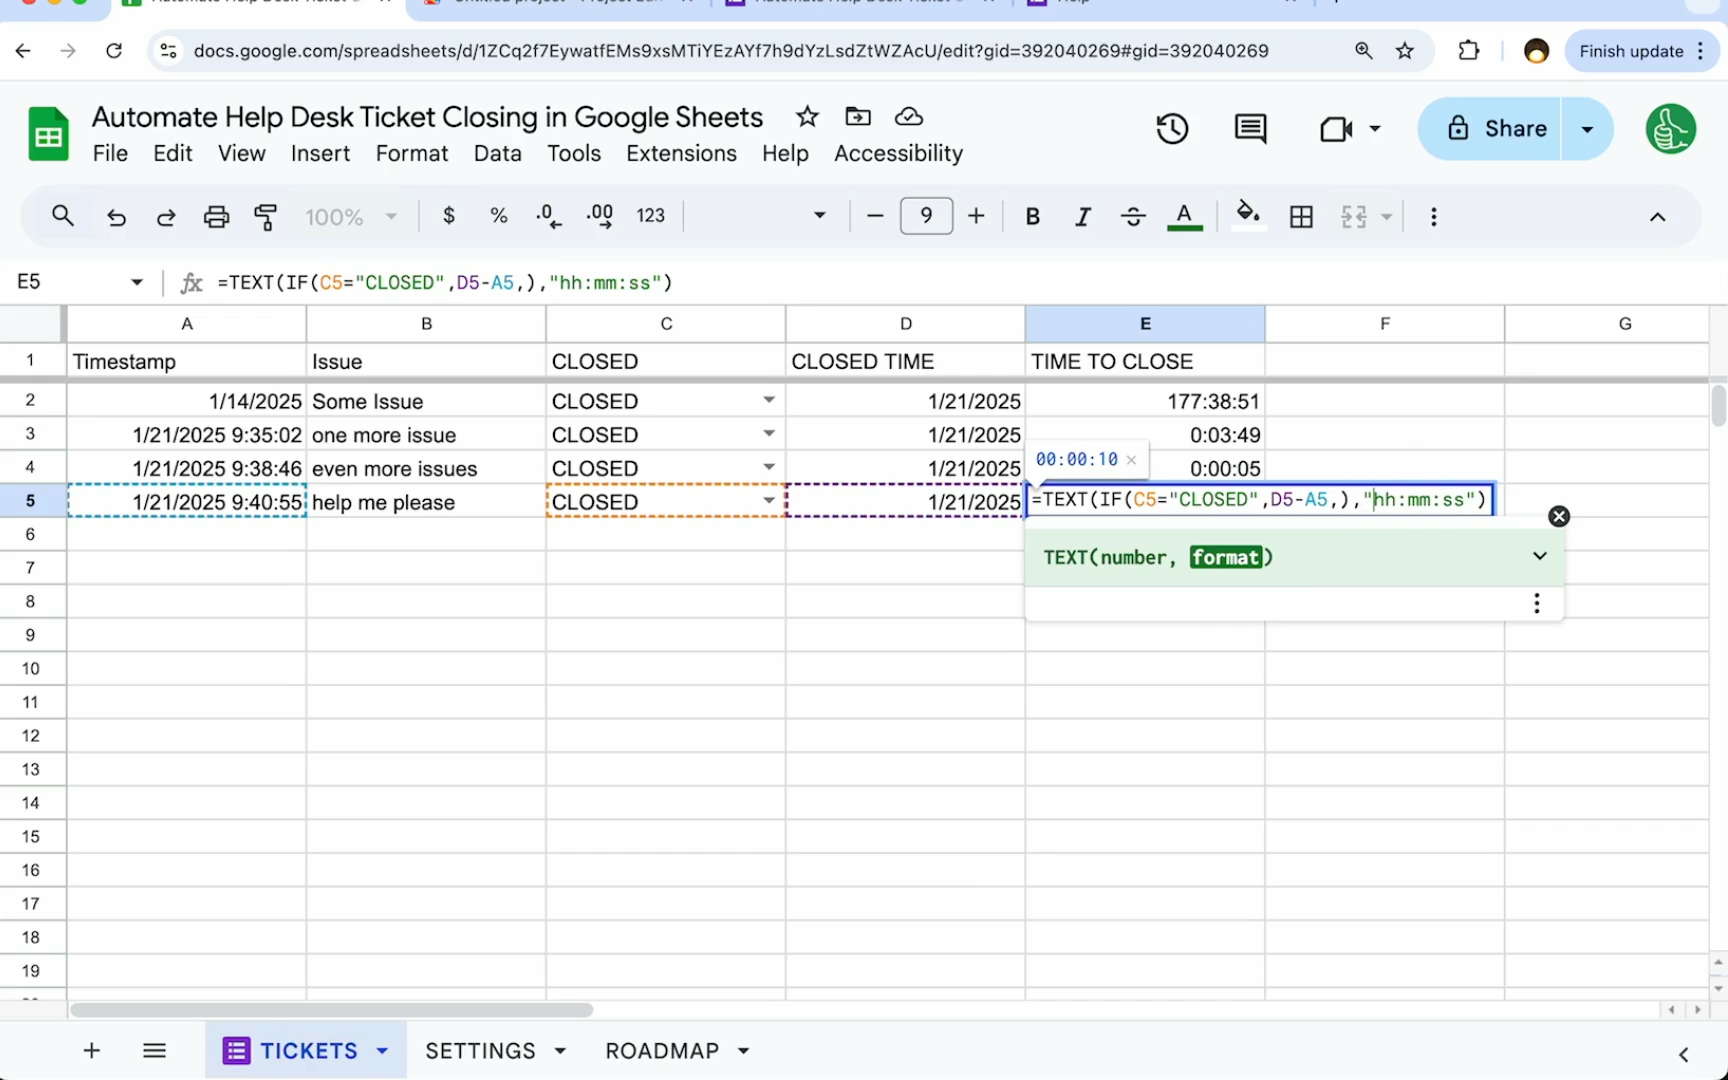 docs.google.com/spreadsheets/d/1ZCq2f7EywatfEMs9xsMTiYEzAYf7h9dYzLsdZtWZAcU/edit?gid=392040269#gid=392040269
Finish update
Automate Help Desk Ticket Closing in Google Sheets
File Edit View Insert Format Data Tools Extensions Help Accessibility
Share
100% $ % .0 .00 123 9 B I A
E5 fx =TEXT(IF(C5="CLOSED",D5-A5,),"hh:mm:ss")
A B C D E F G
1 Timestamp Issue CLOSED CLOSED TIME TIME TO CLOSE
2 1/14/2025 Some Issue CLOSED 1/21/2025 177:38:51
3 1/21/2025 9:35:02 one more issue CLOSED 1/21/2025 0:03:49
4 1/21/2025 9:38:46 even more issues CLOSED 1/21/2025 0:00:05
00:00:10 ×
5 1/21/2025 9:40:55 help me please CLOSED 1/21/2025 =TEXT(IF(C5="CLOSED",D5-A5,),"hh:mm:ss")
TEXT(number, format)
6
7
8
9
10
11
12
13
14
15
16
17
18
19
TICKETS SETTINGS ROADMAP